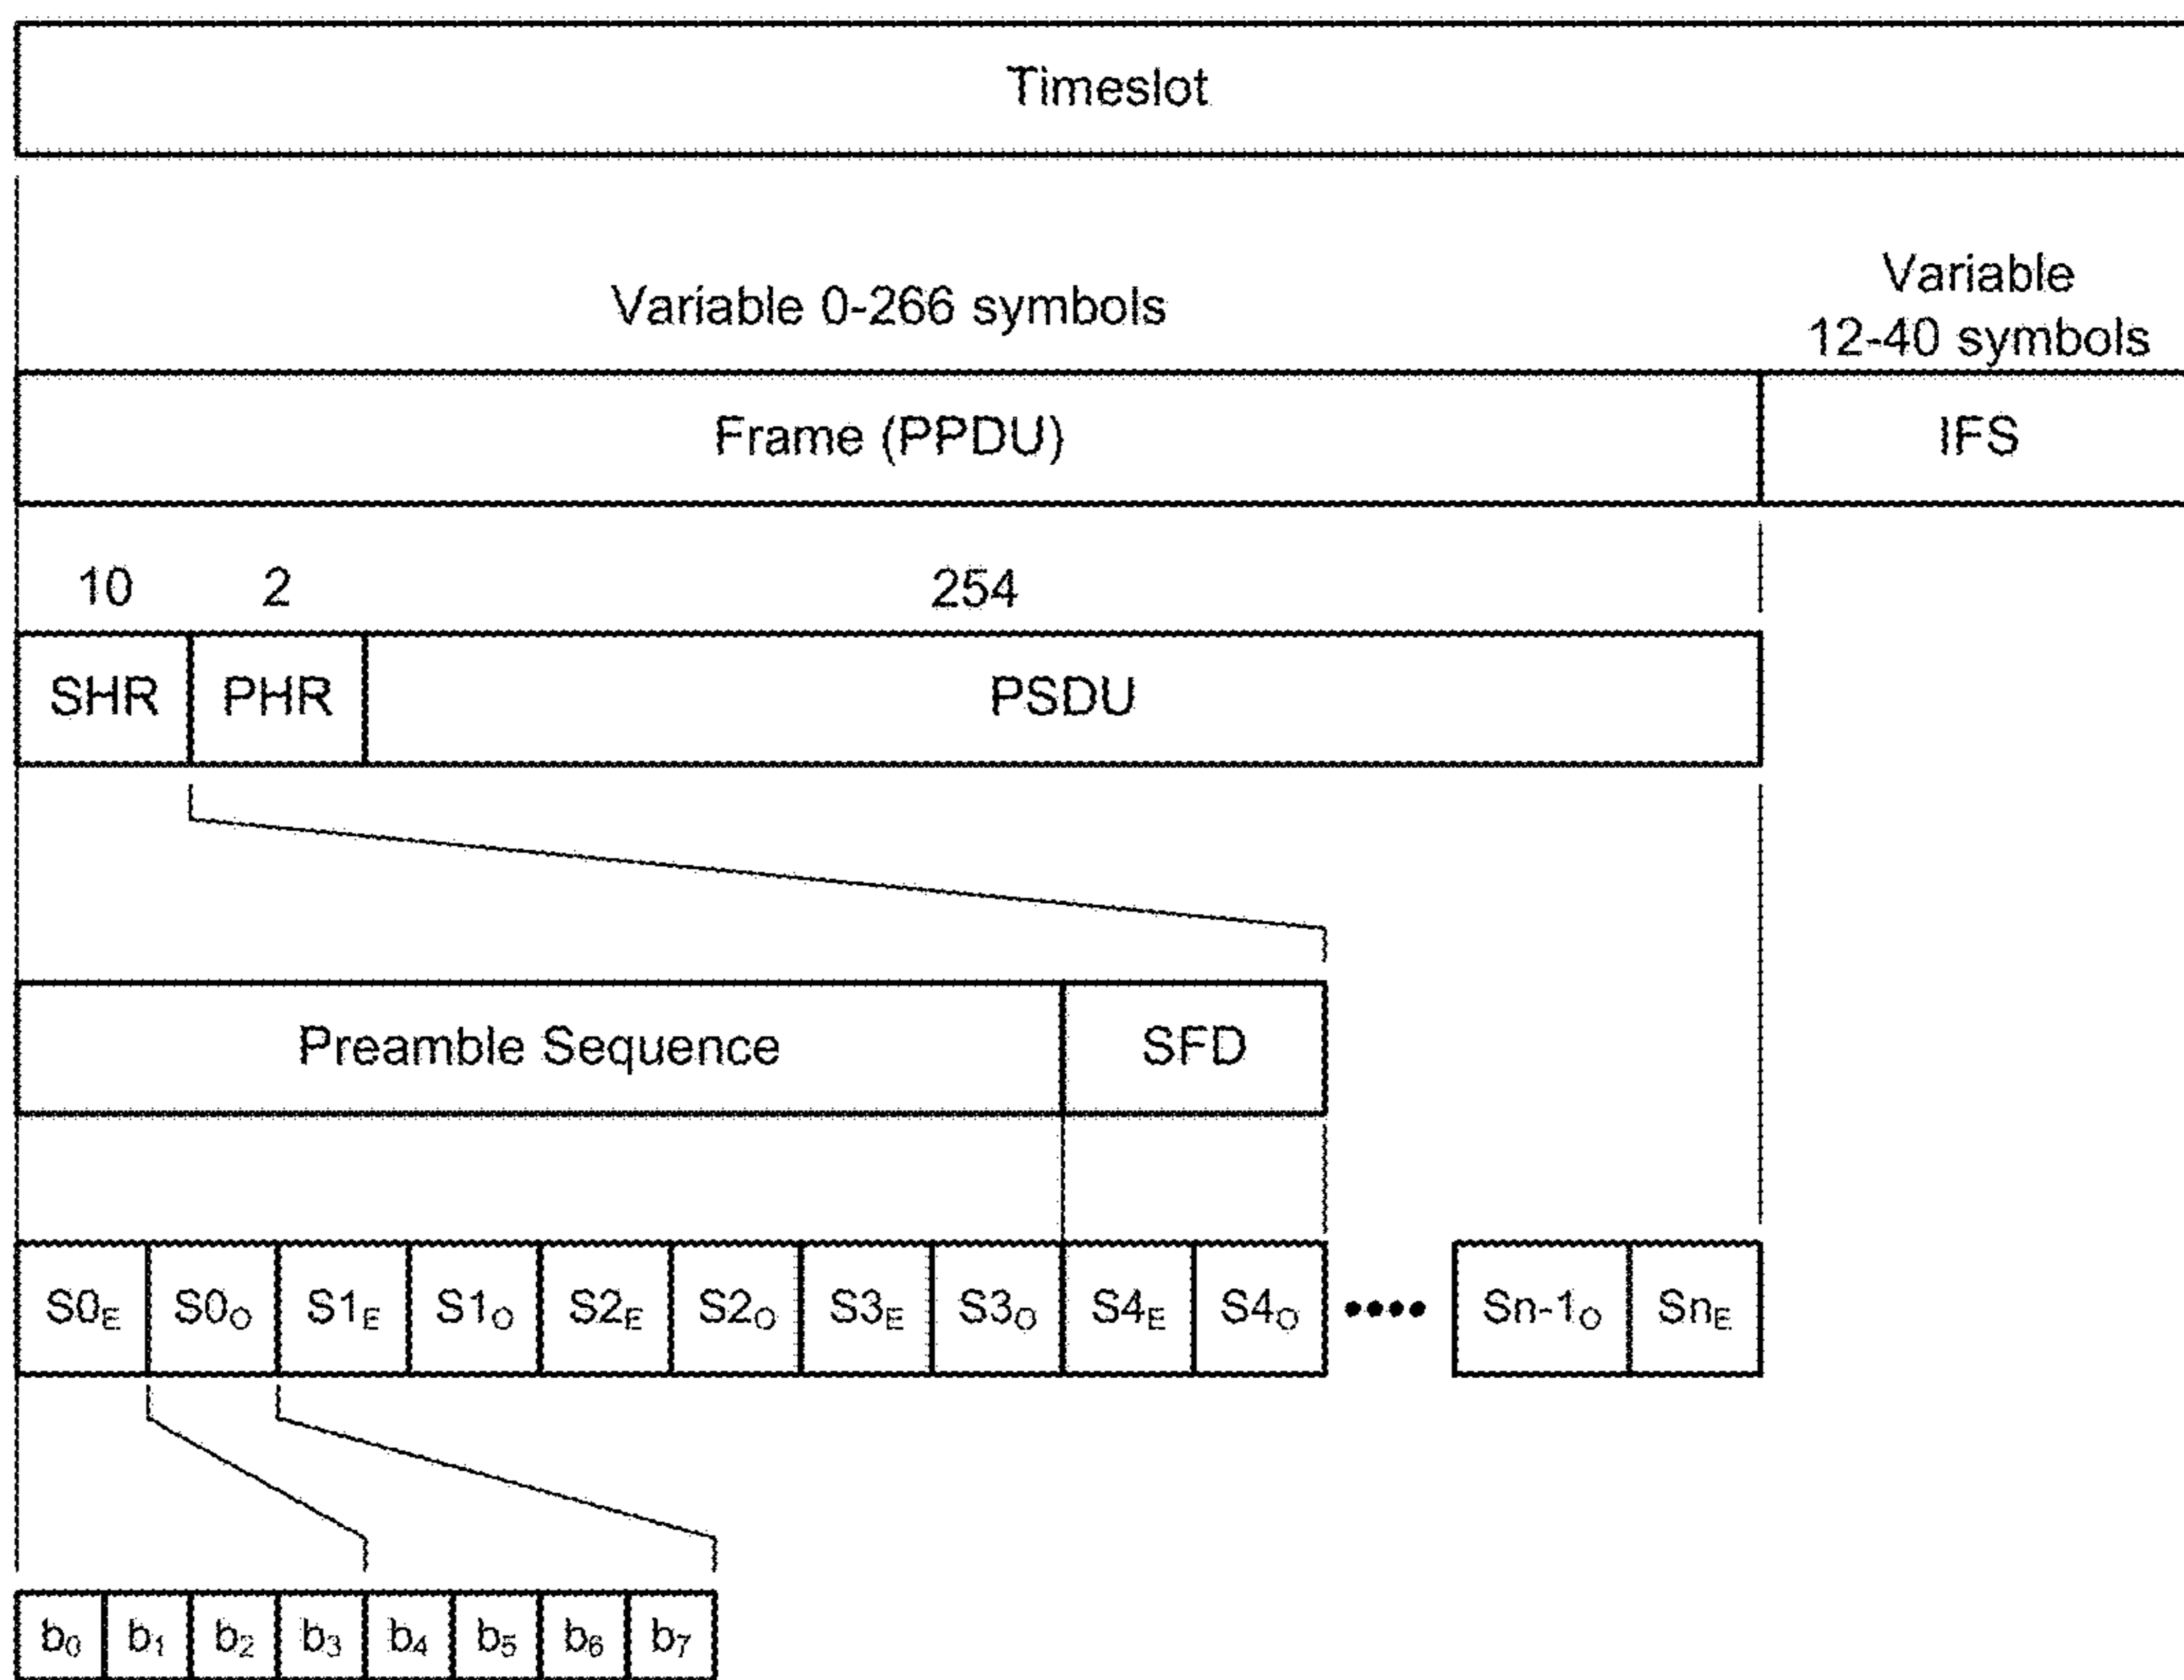 Timeslot
Variable 0-266 symbols
Variable
12-40 symbols
Frame (PPDU) IFS
10 2 254
SHR PHR PSDU
Preamble Sequence SFD
S0E S0O S1E S1O S2E S2O S3E S3O S4E S4O •••• Sn-1O SnE
b0 b1 b2 b3 b4 b5 b6 b7